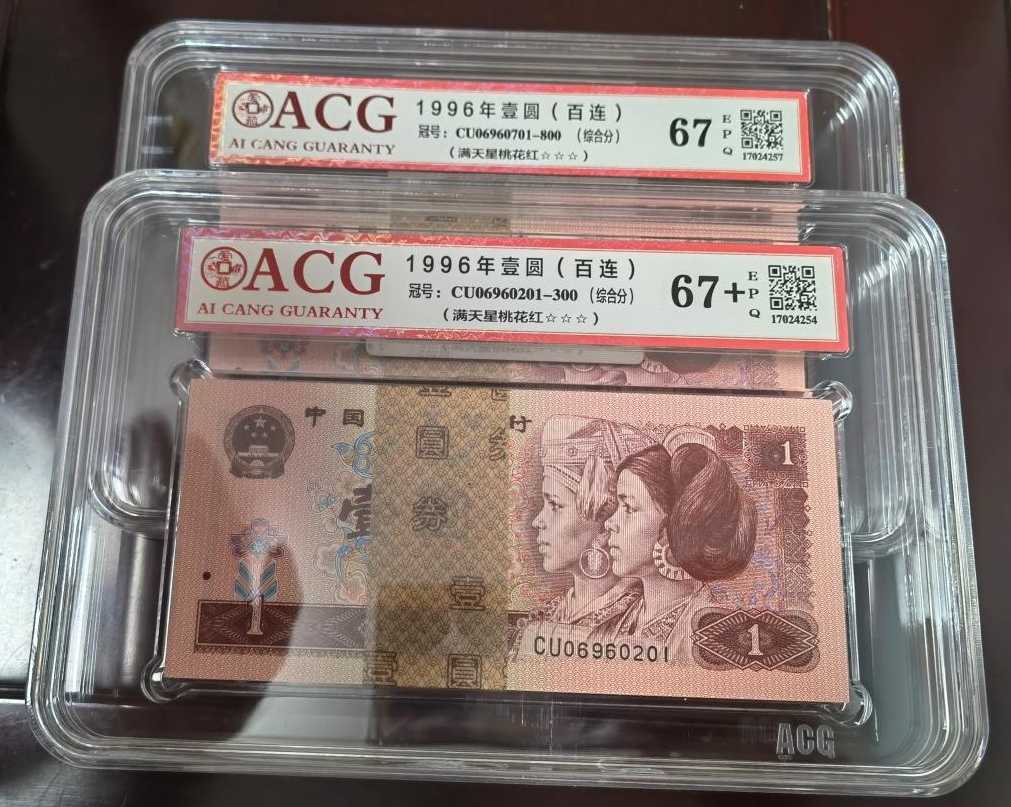 ACG
AI CANG GUARANTY
1996年壹圆（百连）
冠号：CU06960701-800（综合分）
（满天星桃花红☆☆☆）
67
EPQ
17024257
ACG
AI CANG GUARANTY
1996年壹圆（百连）
冠号：CU06960201-300（综合分）
（满天星桃花红☆☆☆）
67+
EPQ
17024254
中国
行
壹
圆
券
壹
壹
圆
1
1
1
CU06960201
ACG